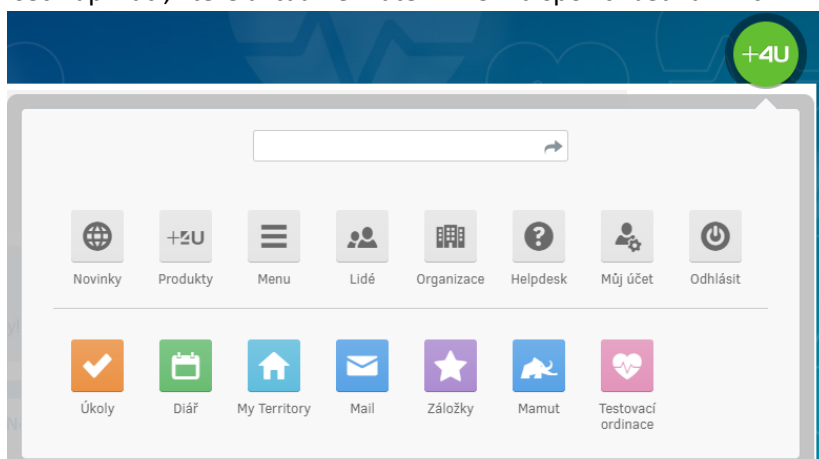 +4U
+4U
Novinky Produkty Menu Lidé Organizace Helpdesk Můj účet Odhlásit
Úkoly Diář My Territory Mail Záložky Mamut Testovací
ordinace